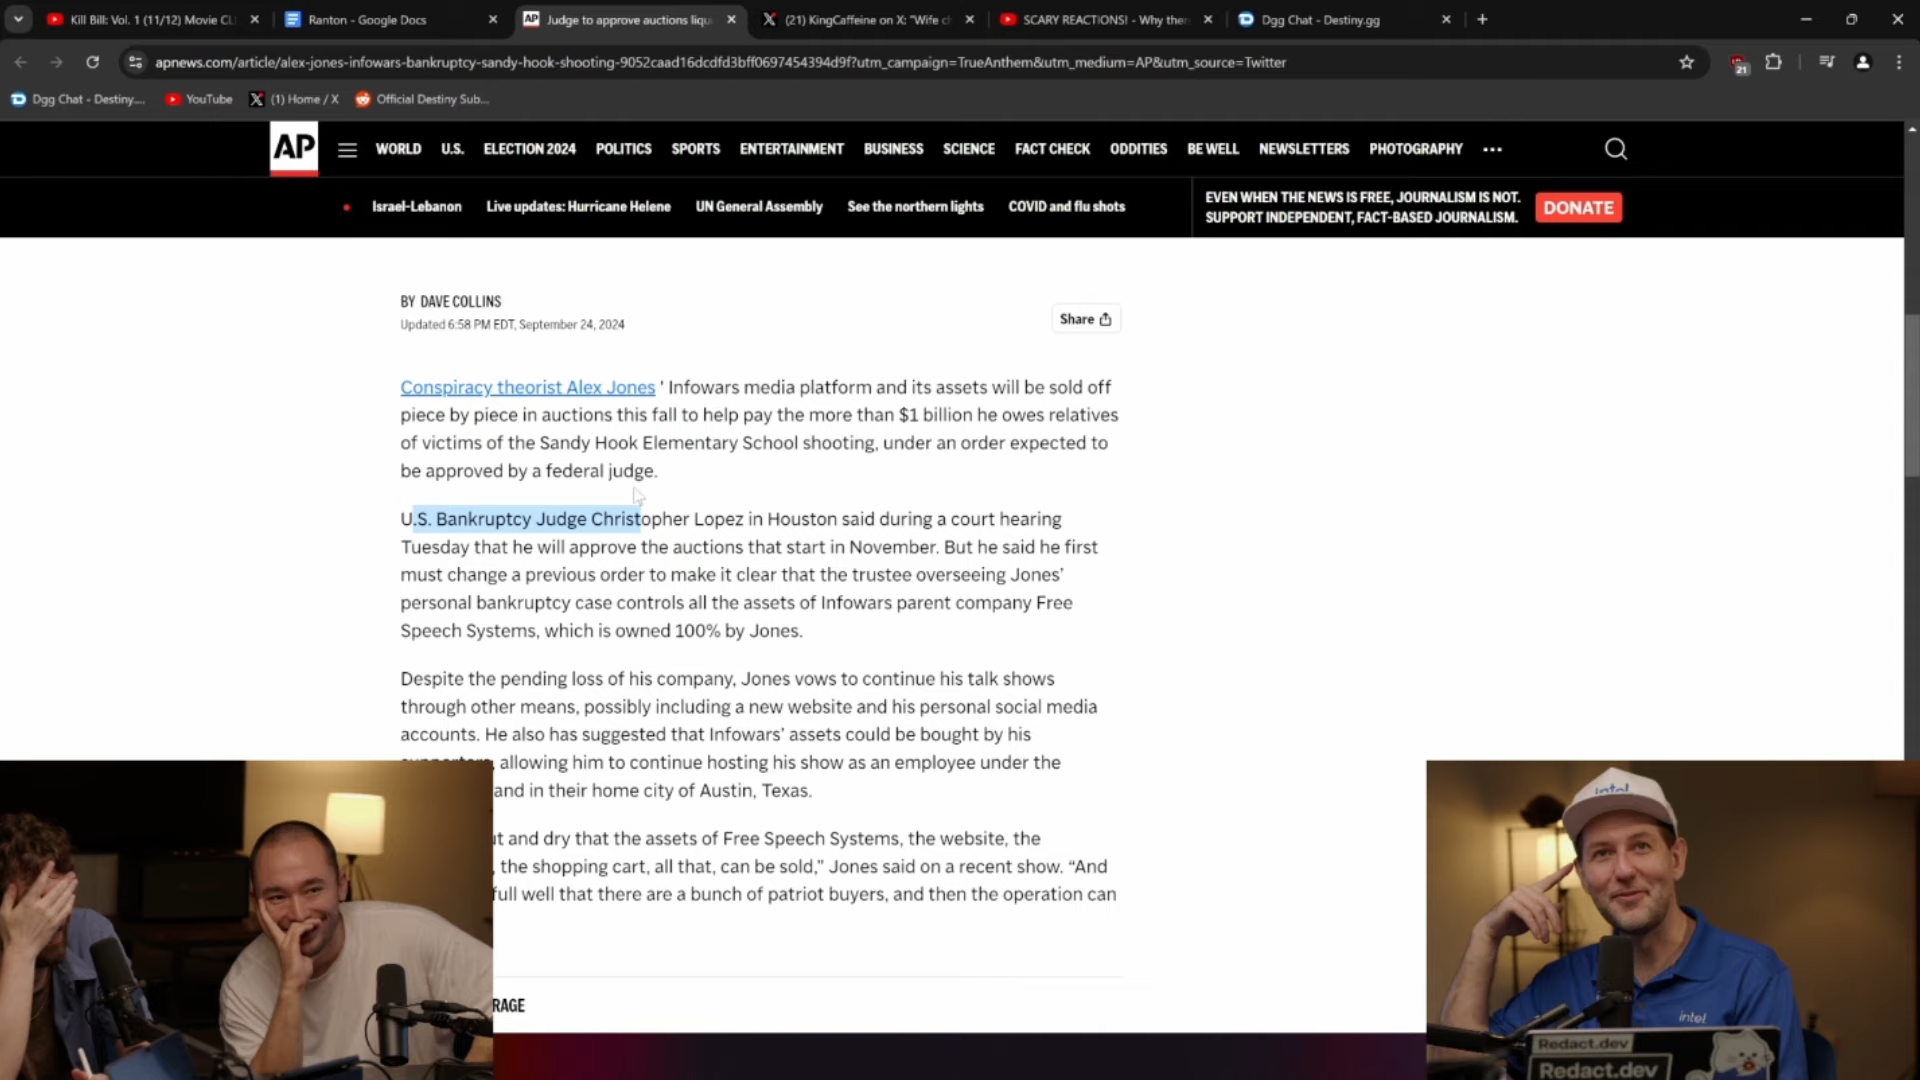 Kill Bill: Vol. 1 (11/12) Movie CL
Ranton - Google Docs
AP
Judge to approve auctions liqu
(21) KingCaffeine on X: "Wife ch
SCARY REACTIONS! - Why ther
Dgg Chat - Destiny.gg
apnews.com/article/alex-jones-infowars-bankruptcy-sandy-hook-shooting-9052caad16dcdfd3bff0697454394d9f?utm_campaign=TrueAnthem&utm_medium=AP&utm_source=Twitter
21
Dgg Chat - Destiny....
YouTube
(1) Home / X
Official Destiny Sub...
AP
WORLD U.S. ELECTION 2024 POLITICS SPORTS ENTERTAINMENT BUSINESS SCIENCE FACT CHECK ODDITIES BE WELL NEWSLETTERS PHOTOGRAPHY ...
Israel-Lebanon Live updates: Hurricane Helene UN General Assembly See the northern lights COVID and flu shots
EVEN WHEN THE NEWS IS FREE, JOURNALISM IS NOT.
SUPPORT INDEPENDENT, FACT-BASED JOURNALISM.
DONATE
BY DAVE COLLINS
Updated 6:58 PM EDT, September 24, 2024
Share
Conspiracy theorist Alex Jones ' Infowars media platform and its assets will be sold off
piece by piece in auctions this fall to help pay the more than $1 billion he owes relatives
of victims of the Sandy Hook Elementary School shooting, under an order expected to
be approved by a federal judge.
U.S. Bankruptcy Judge Christopher Lopez in Houston said during a court hearing
Tuesday that he will approve the auctions that start in November. But he said he first
must change a previous order to make it clear that the trustee overseeing Jones'
personal bankruptcy case controls all the assets of Infowars parent company Free
Speech Systems, which is owned 100% by Jones.
Despite the pending loss of his company, Jones vows to continue his talk shows
through other means, possibly including a new website and his personal social media
accounts. He also has suggested that Infowars' assets could be bought by his
allowing him to continue hosting his show as an employee under the
and in their home city of Austin, Texas.
ut and dry that the assets of Free Speech Systems, the website, the
, the shopping cart, all that, can be sold," Jones said on a recent show. "And
full well that there are a bunch of patriot buyers, and then the operation can
RAGE
intel
intel
Redact.dev
Redact.dev